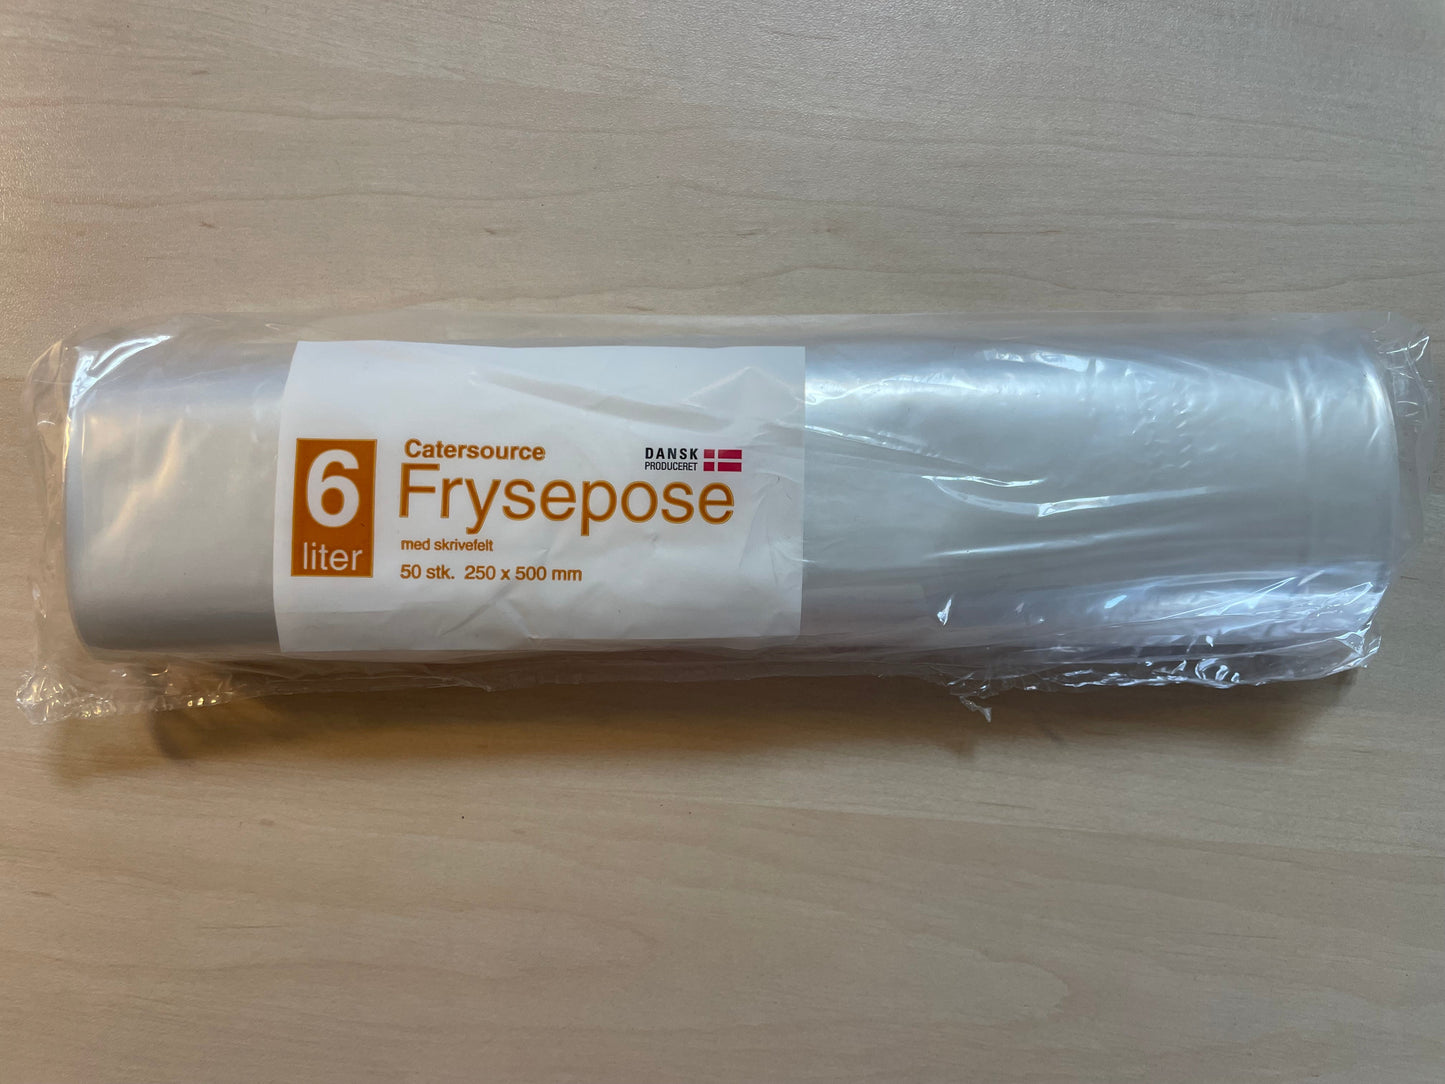 6
liter
Catersource
Frysepose
DANSK
PRODUCERET
med skrivefelt
50 stk. 250 x 500 mm